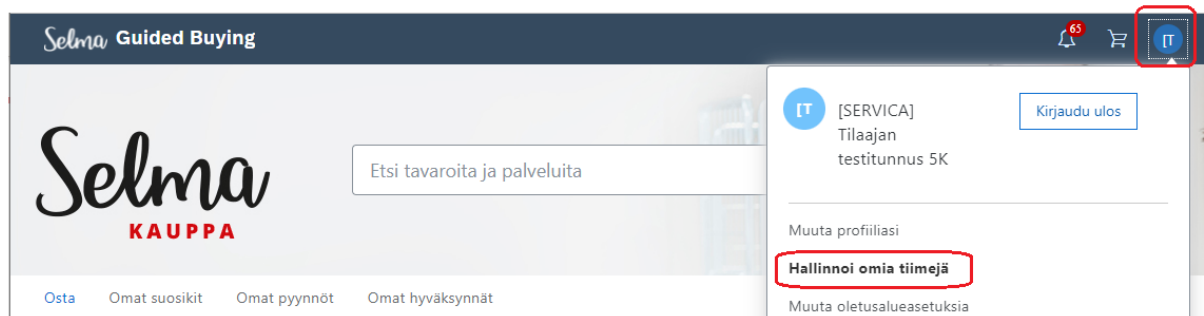 Selma Guided Buying
65
[T
[T
[SERVICA]
Tilaajan
testitunnus 5K
Kirjaudu ulos
Selma
KAUPPA
Etsi tavaroita ja palveluita
Muuta profiiliasi
Hallinnoi omia tiimejä
Muuta oletusalueasetuksia
Osta
Omat suosikit
Omat pyynnöt
Omat hyväksynnät